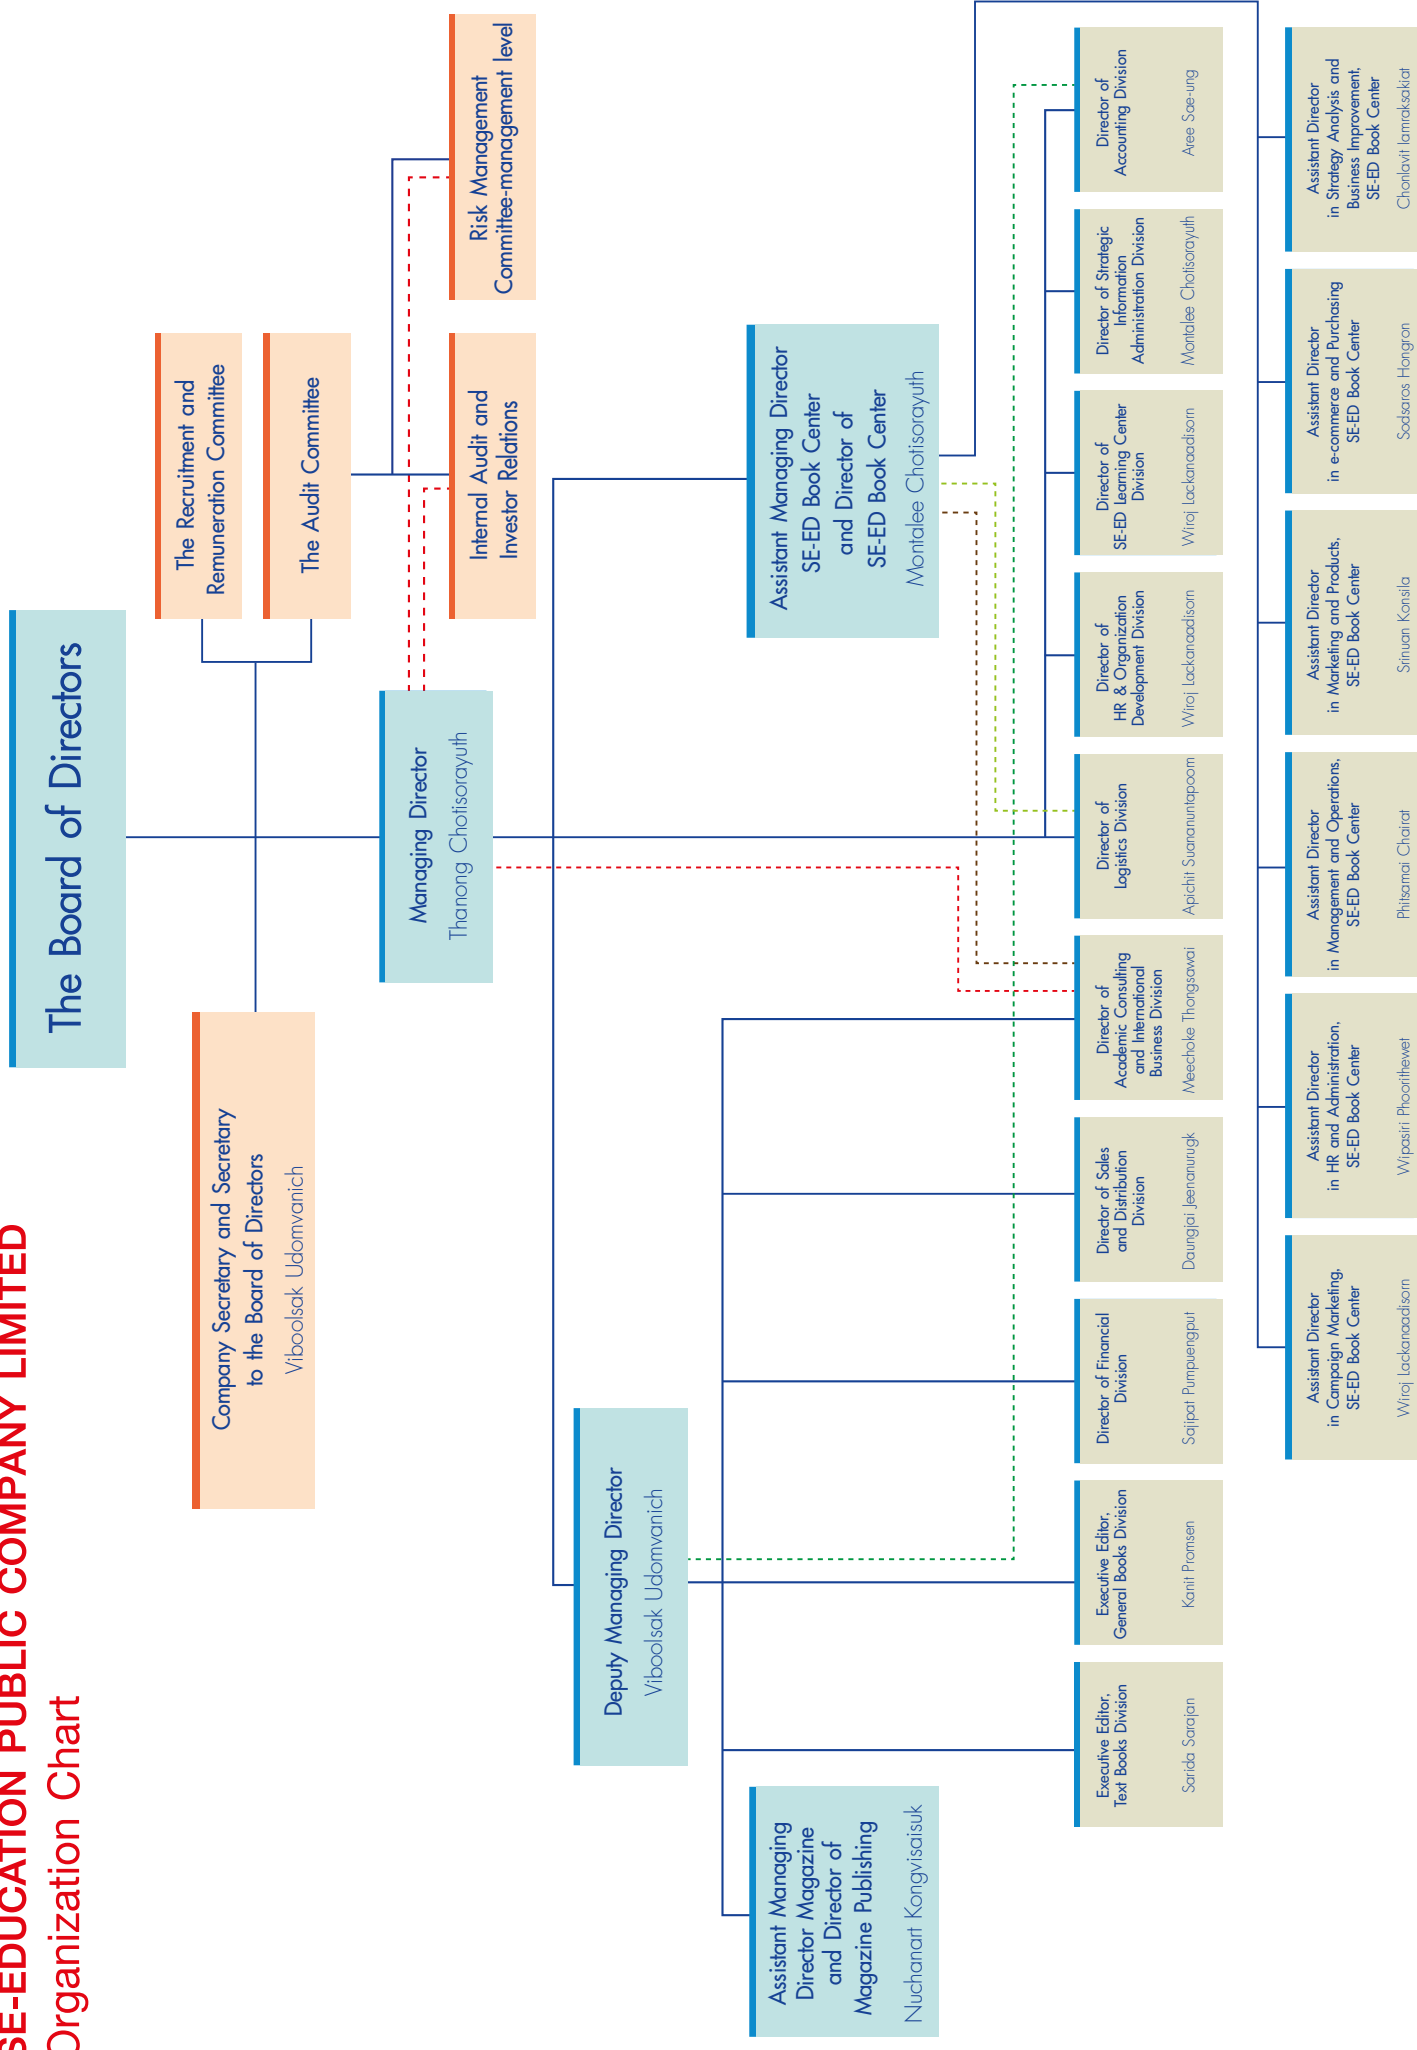 SE-EDUCATION PUBLIC COMPANY LIMITED
Organization Chart
The Board of Directors
Company Secretary and Secretary
to the Board of Directors
Viboolsak Udomvanich
The Recruitment and
Remuneration Committee
The Audit Committee
Managing Director
Thanong Chotisorayuth
Internal Audit and
Investor Relations
Risk Management
Committee-management level
Deputy Managing Director
Viboolsak Udomvanich
Assistant Managing
Director Magazine
and Director of
Magazine Publishing
Nuchanart Kongvisaisuk
Assistant Managing Director
SE-ED Book Center
and Director of
SE-ED Book Center
Montalee Chotisorayuth
Executive Editor,
Text Books Division
Sarida Sarajan
Executive Editor,
General Books Division
Kanit Promsen
Director of Financial
Division
Sajipat Pumpuengput
Director of Sales
and Distribution
Division
Daungjai Jeenanurugk
Director of
Academic Consulting
and International
Business Division
Meechoke Thongsawai
Director of
Logistics Division
Apichit Suananuntapoom
Director of
HR & Organization
Development Division
Wiroj Lackanaadisorn
Director of
SE-ED Learning Center
Division
Wiroj Lackanaadisorn
Director of Strategic
Information
Administration Division
Montalee Chotisorayuth
Director of
Accounting Division
Aree Sae-ung
Assistant Director
in Campaign Marketing,
SE-ED Book Center
Wiroj Lackanaadisorn
Assistant Director
in HR and Administration,
SE-ED Book Center
Wipasiri Phoorithewet
Assistant Director
in Management and Operations,
SE-ED Book Center
Phitsamai Chairat
Assistant Director
in Marketing and Products,
SE-ED Book Center
Srinuan Konsila
Assistant Director
in e-commerce and Purchasing
SE-ED Book Center
Sodsaros Hongron
Assistant Director
in Strategy Analysis and
Business Improvement,
SE-ED Book Center
Chonlavit Iamraksakiat